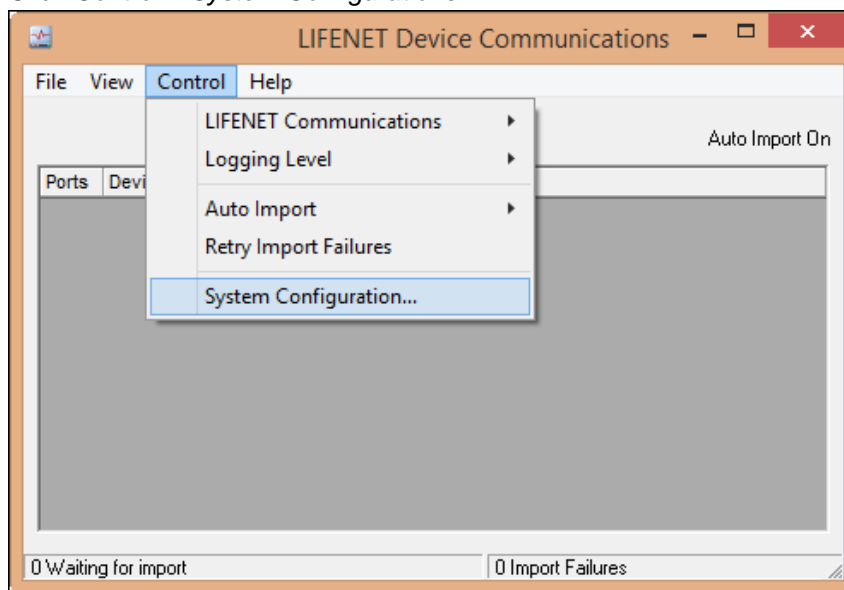 LIFENET Device Communications
File View Control Help
LIFENET Communications
Logging Level
Auto Import On
Ports Devi
Auto Import
Retry Import Failures
System Configuration...
0 Waiting for import 0 Import Failures